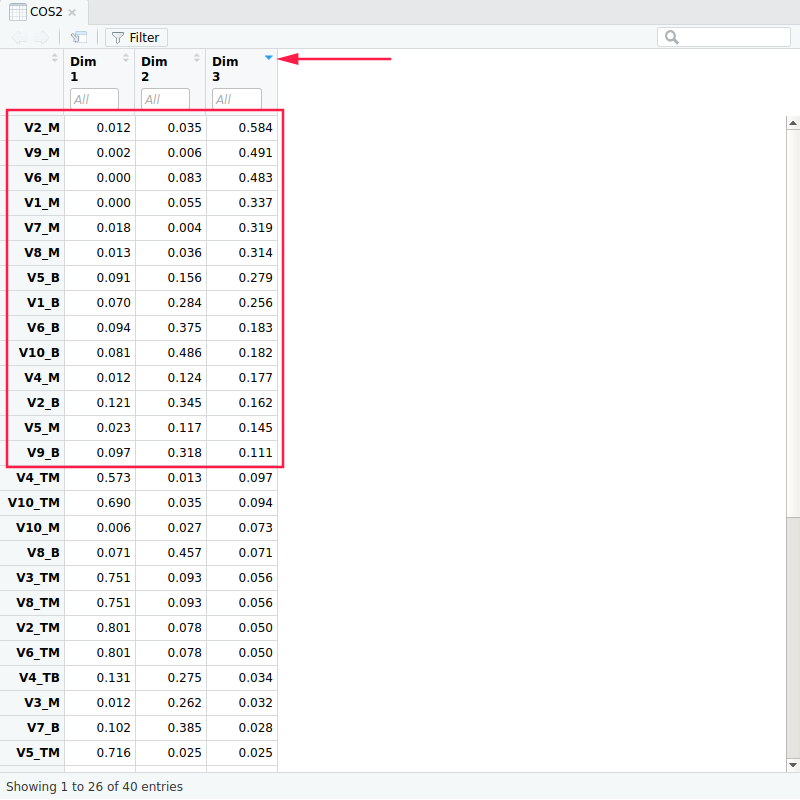 COS2
Filter
Dim 1 Dim 2 Dim 3
All All All
V2_M 0.012 0.035 0.584
V9_M 0.002 0.006 0.491
V6_M 0.000 0.083 0.483
V1_M 0.000 0.055 0.337
V7_M 0.018 0.004 0.319
V8_M 0.013 0.036 0.314
V5_B 0.091 0.156 0.279
V1_B 0.070 0.284 0.256
V6_B 0.094 0.375 0.183
V10_B 0.081 0.486 0.182
V4_M 0.012 0.124 0.177
V2_B 0.121 0.345 0.162
V5_M 0.023 0.117 0.145
V9_B 0.097 0.318 0.111
V4_TM 0.573 0.013 0.097
V10_TM 0.690 0.035 0.094
V10_M 0.006 0.027 0.073
V8_B 0.071 0.457 0.071
V3_TM 0.751 0.093 0.056
V8_TM 0.751 0.093 0.056
V2_TM 0.801 0.078 0.050
V6_TM 0.801 0.078 0.050
V4_TB 0.131 0.275 0.034
V3_M 0.012 0.262 0.032
V7_B 0.102 0.385 0.028
V5_TM 0.716 0.025 0.025
Showing 1 to 26 of 40 entries